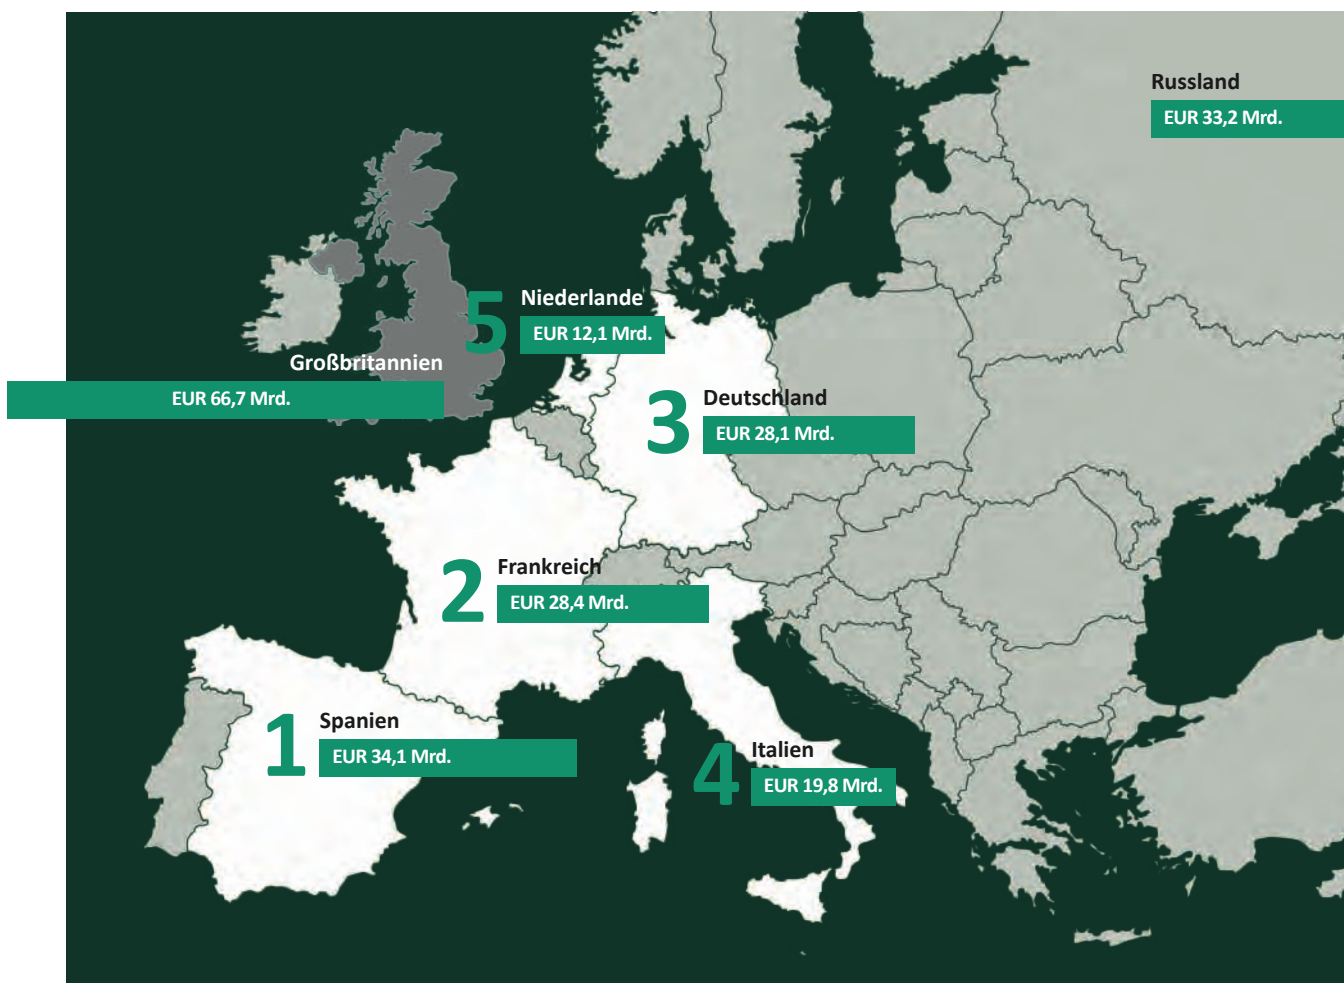 Russland
EUR 33,2 Mrd.
5
Niederlande
EUR 12,1 Mrd.
Großbritannien
EUR 66,7 Mrd.
3
Deutschland
EUR 28,1 Mrd.
2
Frankreich
EUR 28,4 Mrd.
1
Spanien
EUR 34,1 Mrd.
4
Italien
EUR 19,8 Mrd.